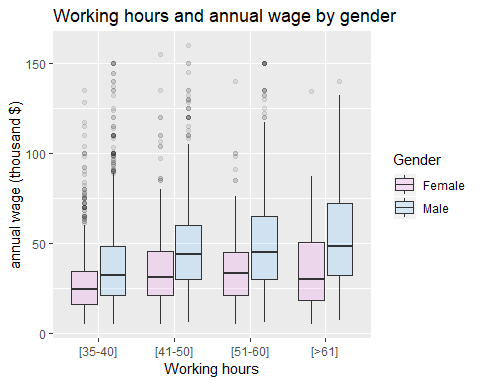 Working hours and annual wage by gender
annual wage (thousand $)
150
100
50
0
[35-40]
[41-50]
[51-60]
[>61]
Working hours
Gender
Female
Male